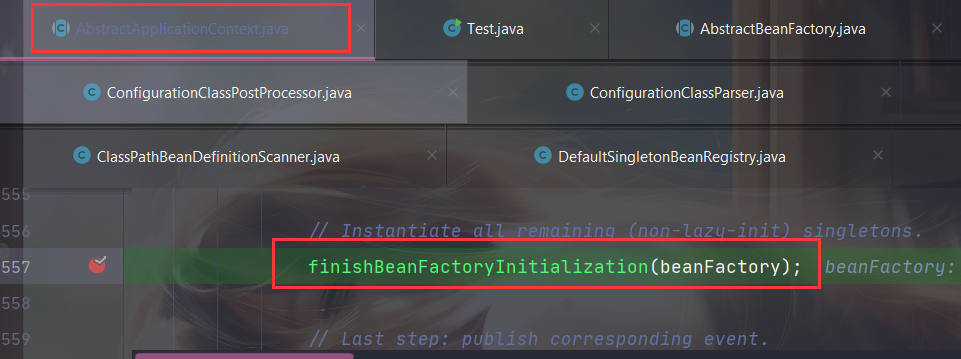 AbstractApplicationContext.java Test.java AbstractBeanFactory.java
ConfigurationClassPostProcessor.java ConfigurationClassParser.java
ClassPathBeanDefinitionScanner.java DefaultSingletonBeanRegistry.java
555
556 // Instantiate all remaining (non-lazy-init) singletons.
557 finishBeanFactoryInitialization(beanFactory); beanFactory:
558
559 // Last step: publish corresponding event.